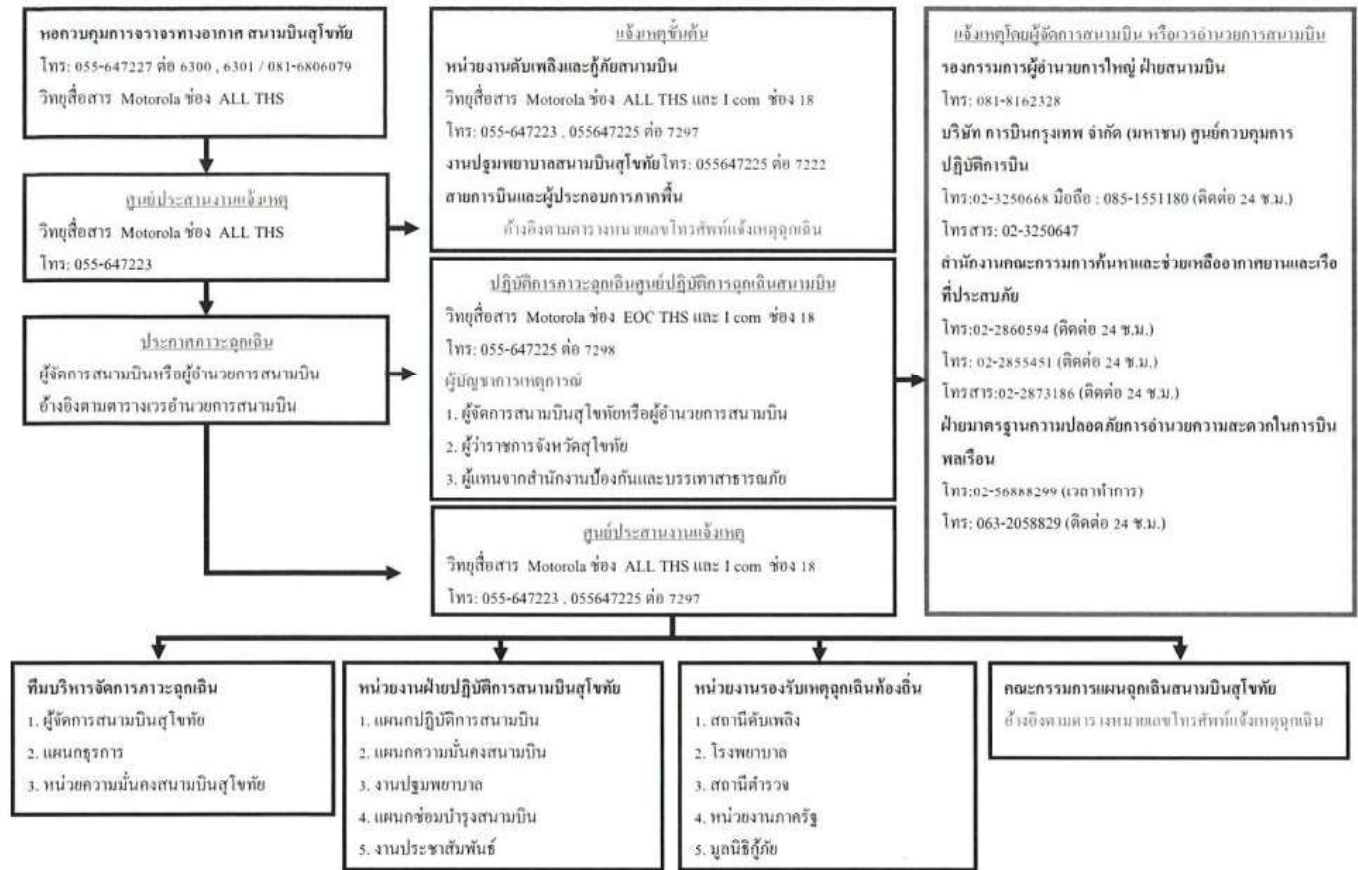 หอควบคุมการจราจรทางอากาศ สนามบินสุโขทัย
โทร: 055-647227 ต่อ 6300 , 6301 / 081-6806079
วิทยุสื่อสาร Motorola ช่อง ALL THS
ศูนย์ประสานงานแจ้งเหตุ
วิทยุสื่อสาร Motorola ช่อง ALL THS
โทร: 055-647223
ประกาศภาวะฉุกเฉิน
ผู้จัดการสนามบินหรือผู้อำนวยการสนามบิน
อ้างอิงตามตารางเวรอำนวยการสนามบิน
แจ้งเหตุขั้นต้น
หน่วยงานดับเพลิงและกู้ภัยสนามบิน
วิทยุสื่อสาร Motorola ช่อง ALL THS และ I com ช่อง 18
โทร: 055-647223 , 055647225 ต่อ 7297
งานปฐมพยาบาลสนามบินสุโขทัยโทร: 055647225 ต่อ 7222
สายการบินและผู้ประกอบการภาคพื้น
อ้างอิงตามตารางหมายเลขโทรศัพท์แจ้งเหตุฉุกเฉิน
ปฏิบัติการภาวะฉุกเฉินศูนย์ปฏิบัติการฉุกเฉินสนามบิน
วิทยุสื่อสาร Motorola ช่อง EOC THS และ I com ช่อง 18
โทร: 055-647225 ต่อ 7298
ผู้บัญชาการเหตุการณ์
1. ผู้จัดการสนามบินสุโขทัยหรือผู้อำนวยการสนามบิน
2. ผู้ว่าราชการจังหวัดสุโขทัย
3. ผู้แทนจากสำนักงานป้องกันและบรรเทาสาธารณภัย
ศูนย์ประสานงานแจ้งเหตุ
วิทยุสื่อสาร Motorola ช่อง ALL THS และ I com ช่อง 18
โทร: 055-647223 , 055647225 ต่อ 7297
แจ้งเหตุโดยผู้จัดการสนามบิน หรือเวรอำนวยการสนามบิน
รองกรรมการผู้อำนวยการใหญ่ ฝ่ายสนามบิน
โทร: 081-8162328
บริษัท การบินกรุงเทพ จำกัด (มหาชน) ศูนย์ควบคุมการ
ปฏิบัติการบิน
โทร:02-3250668 มือถือ : 085-1551180 (ติดต่อ 24 ช.ม.)
โทรสาร: 02-3250647
สำนักงานคณะกรรมการค้นหาและช่วยเหลืออากาศยานและเรือ
ที่ประสบภัย
โทร:02-2860594 (ติดต่อ 24 ช.ม.)
โทร: 02-2855451 (ติดต่อ 24 ช.ม.)
โทรสาร:02-2873186 (ติดต่อ 24 ช.ม.)
ฝ่ายมาตรฐานความปลอดภัยการอำนวยความสะดวกในการบิน
พลเรือน
โทร:02-56888299 (เวลาทำการ)
โทร: 063-2058829 (ติดต่อ 24 ช.ม.)
ทีมบริหารจัดการภาวะฉุกเฉิน
1. ผู้จัดการสนามบินสุโขทัย
2. แผนกธุรการ
3. หน่วยความมั่นคงสนามบินสุโขทัย
หน่วยงานฝ่ายปฏิบัติการสนามบินสุโขทัย
1. แผนกปฏิบัติการสนามบิน
2. แผนกความมั่นคงสนามบิน
3. งานปฐมพยาบาล
4. แผนกซ่อมบำรุงสนามบิน
5. งานประชาสัมพันธ์
หน่วยงานรองรับเหตุฉุกเฉินท้องถิ่น
1. สถานีดับเพลิง
2. โรงพยาบาล
3. สถานีตำรวจ
4. หน่วยงานภาครัฐ
5. มูลนิธิกู้ภัย
คณะกรรมการแผนฉุกเฉินสนามบินสุโขทัย
อ้างอิงตามตารางหมายเลขโทรศัพท์แจ้งเหตุฉุกเฉิน